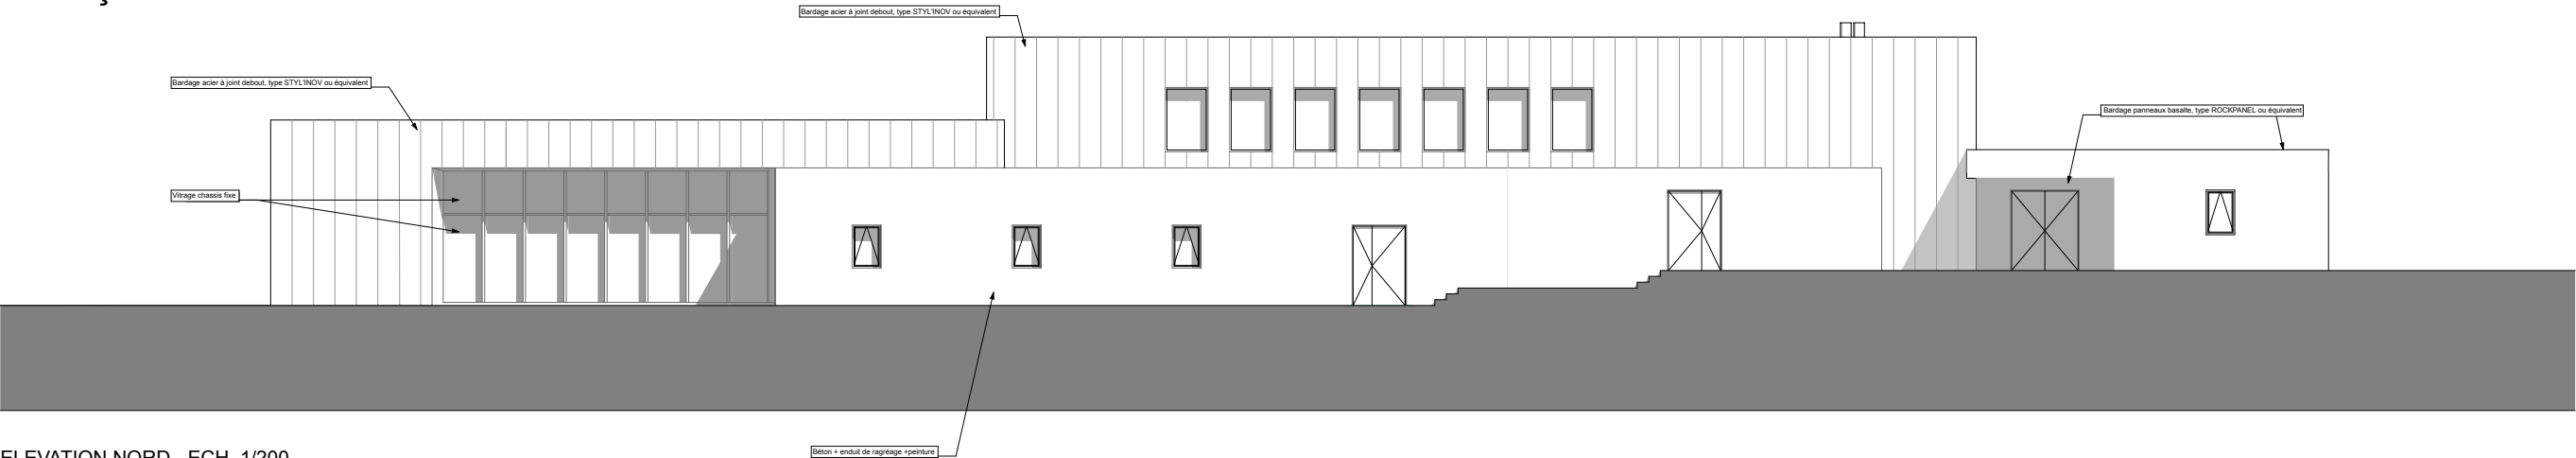 Bardage acier à joint debout, type STYL'INOV ou équivalent
Bardage acier à joint debout, type STYL'INOV ou équivalent
Bardage panneaux basalte, type ROCKPANEL ou équivalent
Vitrage chassis fixe
Béton + enduit de ragréage +peinture
ELEVATION NORD - ECH. 1/200